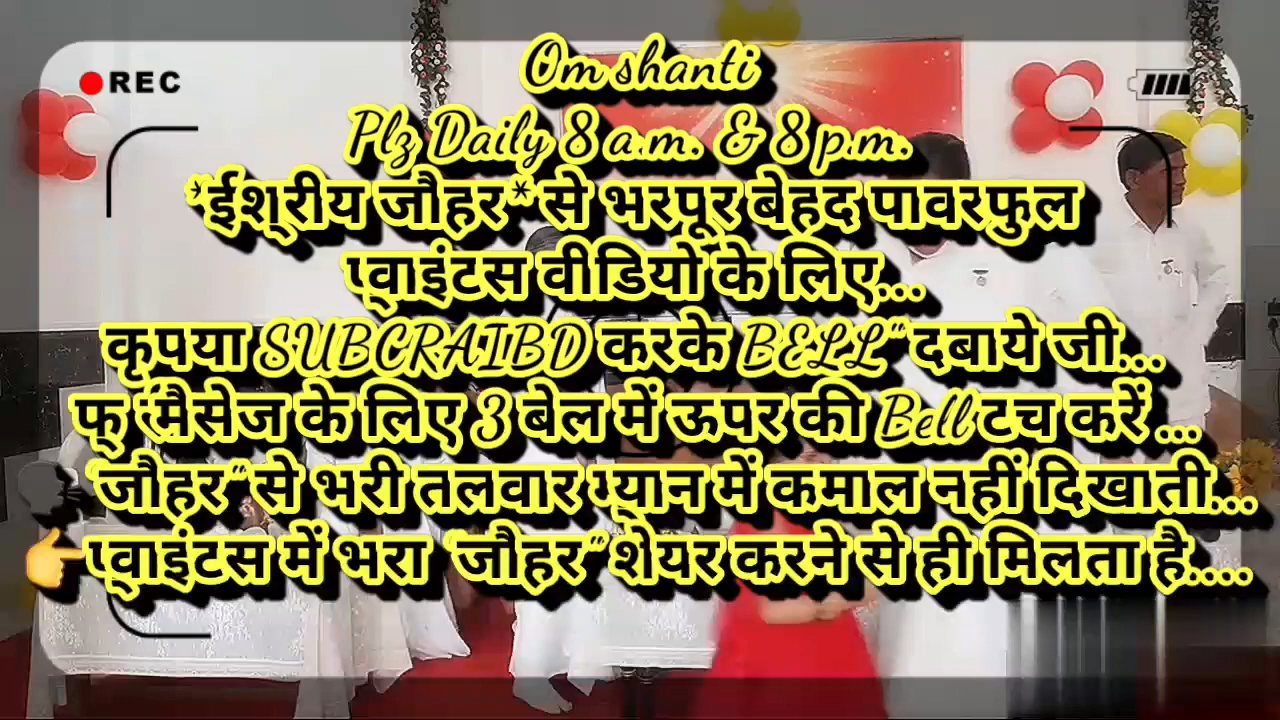 REC
Om shanti
Plz Daily 8 a.m. & 8 p.m.
*ईश्रीय जौहर* से भरपूर बेहद पावरफुल
प्वाइंटस वीडियों के लिए...
कृपया SUBCRAIBD करके BELL" दबाये जी...
मैसेज के लिए 3 बेल में ऊपर की Bell टच करें ...
"जौहर" से भरी तलवार म्यान में कमाल नहीं दिखाती...
प्वाइंटस में भरा "जौहर" शेयर करने से ही मिलता है....